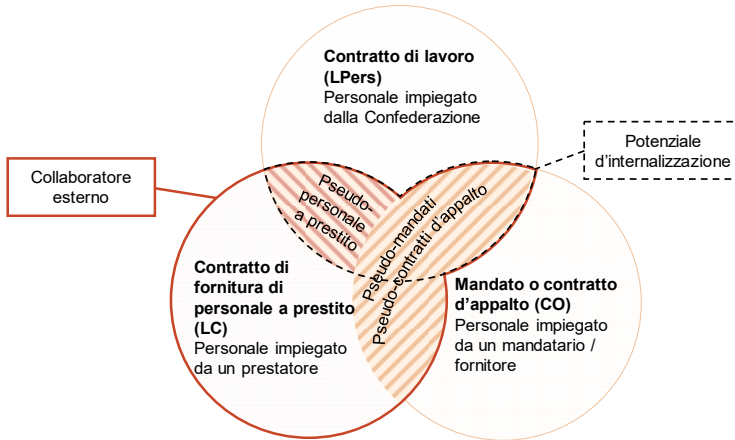 Contratto di lavoro
(LPers)
Personale impiegato
dalla Confederazione
Potenziale
d'internalizzazione
Collaboratore
esterno
Pseudo-
personale
a prestito
Pseudo-mandati
Pseudo-contratti d'appalto
Contratto di
fornitura di
personale a prestito
(LC)
Personale impiegato
da un prestatore
Mandato o contratto
d'appalto (CO)
Personale impiegato
da un mandatario /
fornitore